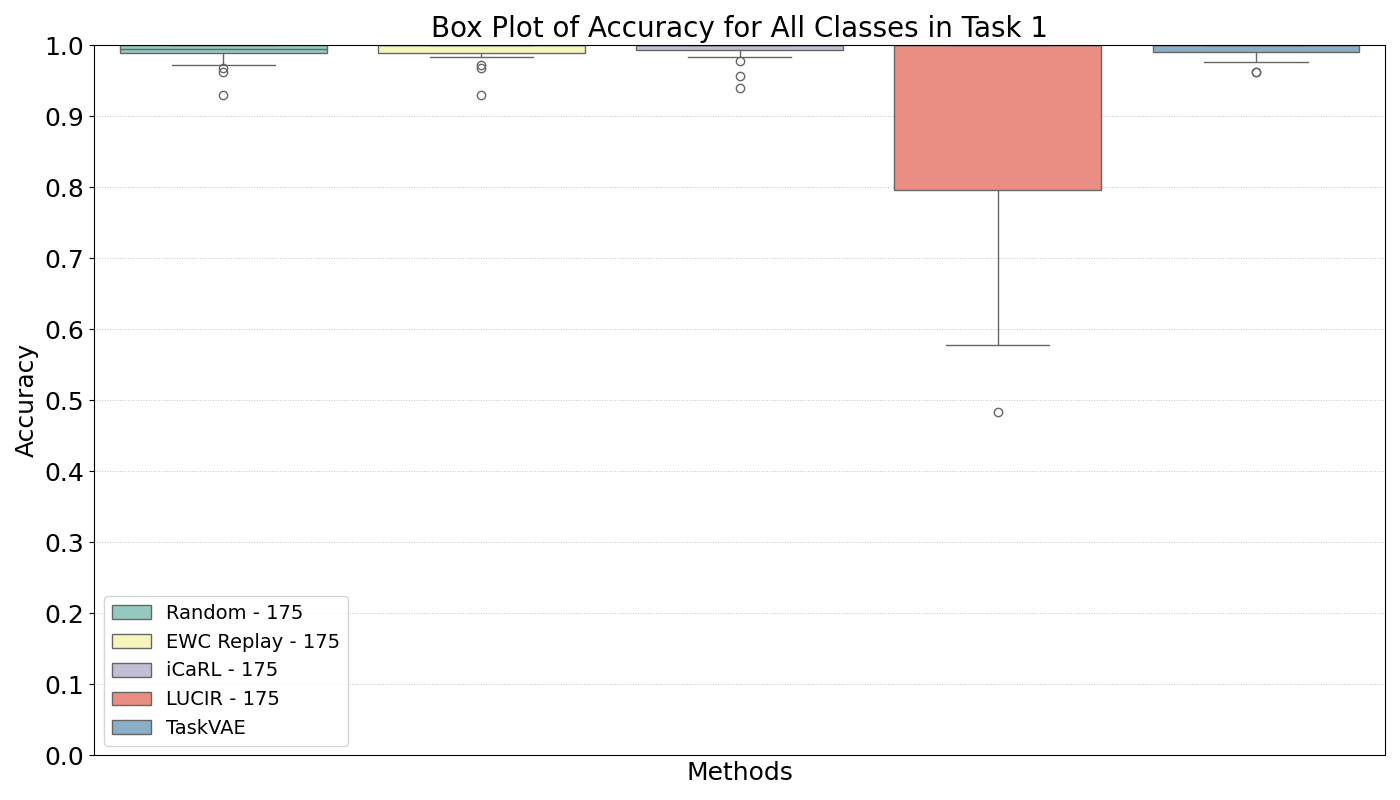 Box Plot of Accuracy for All Classes in Task 1
1.0
0.9
0.8
0.7
0.6
0.5
0.4
0.3
0.2
0.1
0.0
Accuracy
Random - 175
EWC Replay - 175
iCaRL - 175
LUCIR - 175
TaskVAE
Methods